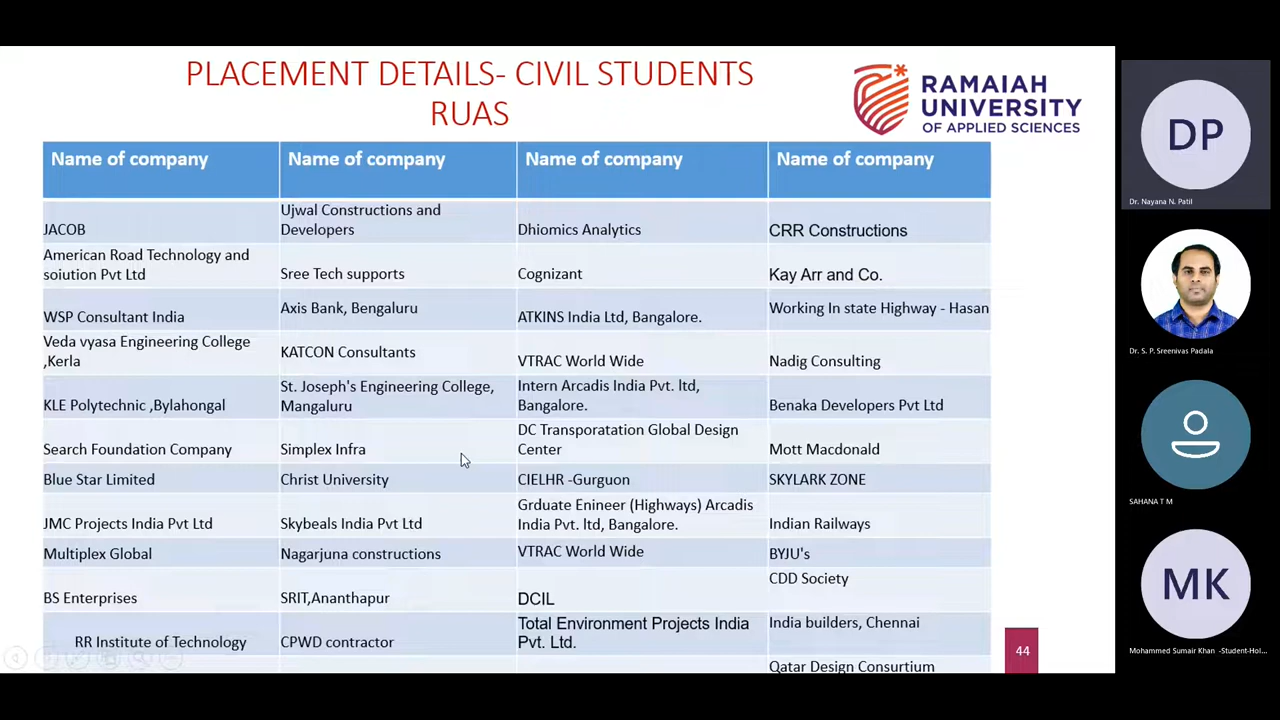 PLACEMENT DETAILS- CIVIL STUDENTS
RUAS
RAMAIAH
UNIVERSITY
OF APPLIED SCIENCES
Name of company
Name of company
Name of company
Name of company
JACOB
Ujwal Constructions and
Developers
Dhiomics Analytics
CRR Constructions
American Road Technology and
soiution Pvt Ltd
Sree Tech supports
Cognizant
Kay Arr and Co.
WSP Consultant India
Axis Bank, Bengaluru
ATKINS India Ltd, Bangalore.
Working In state Highway - Hasan
Veda vyasa Engineering College
,Kerla
KATCON Consultants
VTRAC World Wide
Nadig Consulting
KLE Polytechnic ,Bylahongal
St. Joseph's Engineering College,
Mangaluru
Intern Arcadis India Pvt. ltd,
Bangalore.
Benaka Developers Pvt Ltd
Search Foundation Company
Simplex Infra
DC Transporatation Global Design
Center
Mott Macdonald
Blue Star Limited
Christ University
CIELHR -Gurguon
SKYLARK ZONE
JMC Projects India Pvt Ltd
Skybeals India Pvt Ltd
Grduate Enineer (Highways) Arcadis
India Pvt. ltd, Bangalore.
Indian Railways
Multiplex Global
Nagarjuna constructions
VTRAC World Wide
BYJU's
BS Enterprises
SRIT,Ananthapur
DCIL
CDD Society
RR Institute of Technology
CPWD contractor
Total Environment Projects India
Pvt. Ltd.
India builders, Chennai
Qatar Design Consurtium
44
DP
Dr. Nayana N. Patil
Dr. S. P. Sreenivas Padala
SAHANA T M
MK
Mohammed Sumair Khan -Student-Hol...